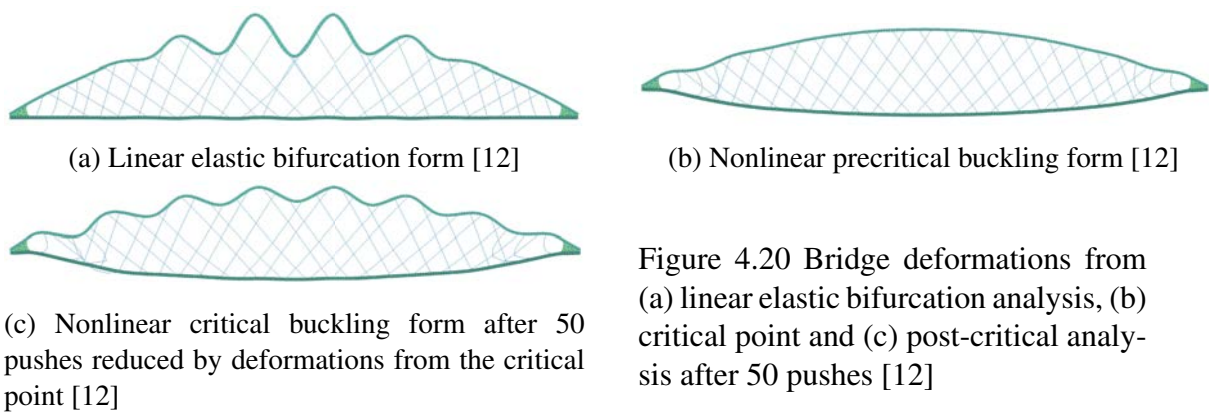 (a) Linear elastic bifurcation form [12]
(b) Nonlinear precritical buckling form [12]
(c) Nonlinear critical buckling form after 50
pushes reduced by deformations from the critical
point [12]
Figure 4.20 Bridge deformations from
(a) linear elastic bifurcation analysis, (b)
critical point and (c) post-critical analy-
sis after 50 pushes [12]